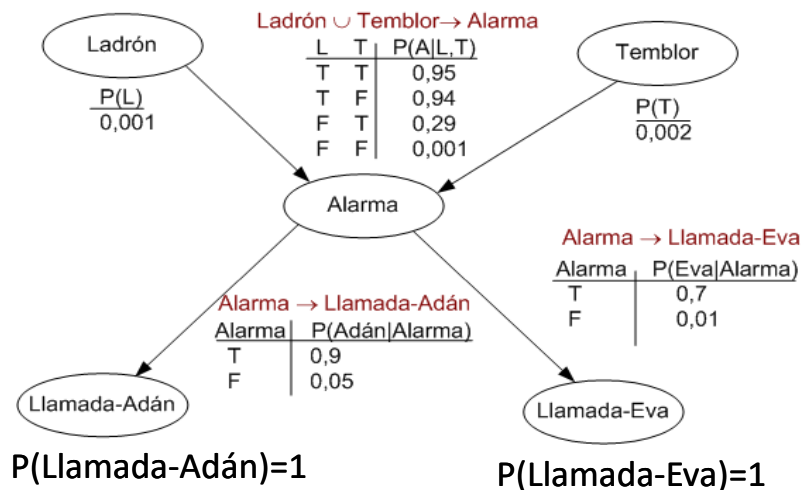 Ladrón ∪ Temblor→ Alarma
Ladrón
L T P(A|L,T)
T T 0,95
T F 0,94
F T 0,29
F F 0,001
Temblor
P(L)
0,001
P(T)
0,002
Alarma
Alarma → Llamada-Eva
Alarma P(Eva|Alarma)
T 0,7
F 0,01
Alarma → Llamada-Adán
Alarma P(Adán|Alarma)
T 0,9
F 0,05
Llamada-Adán
Llamada-Eva
P(Llamada-Adán)=1
P(Llamada-Eva)=1